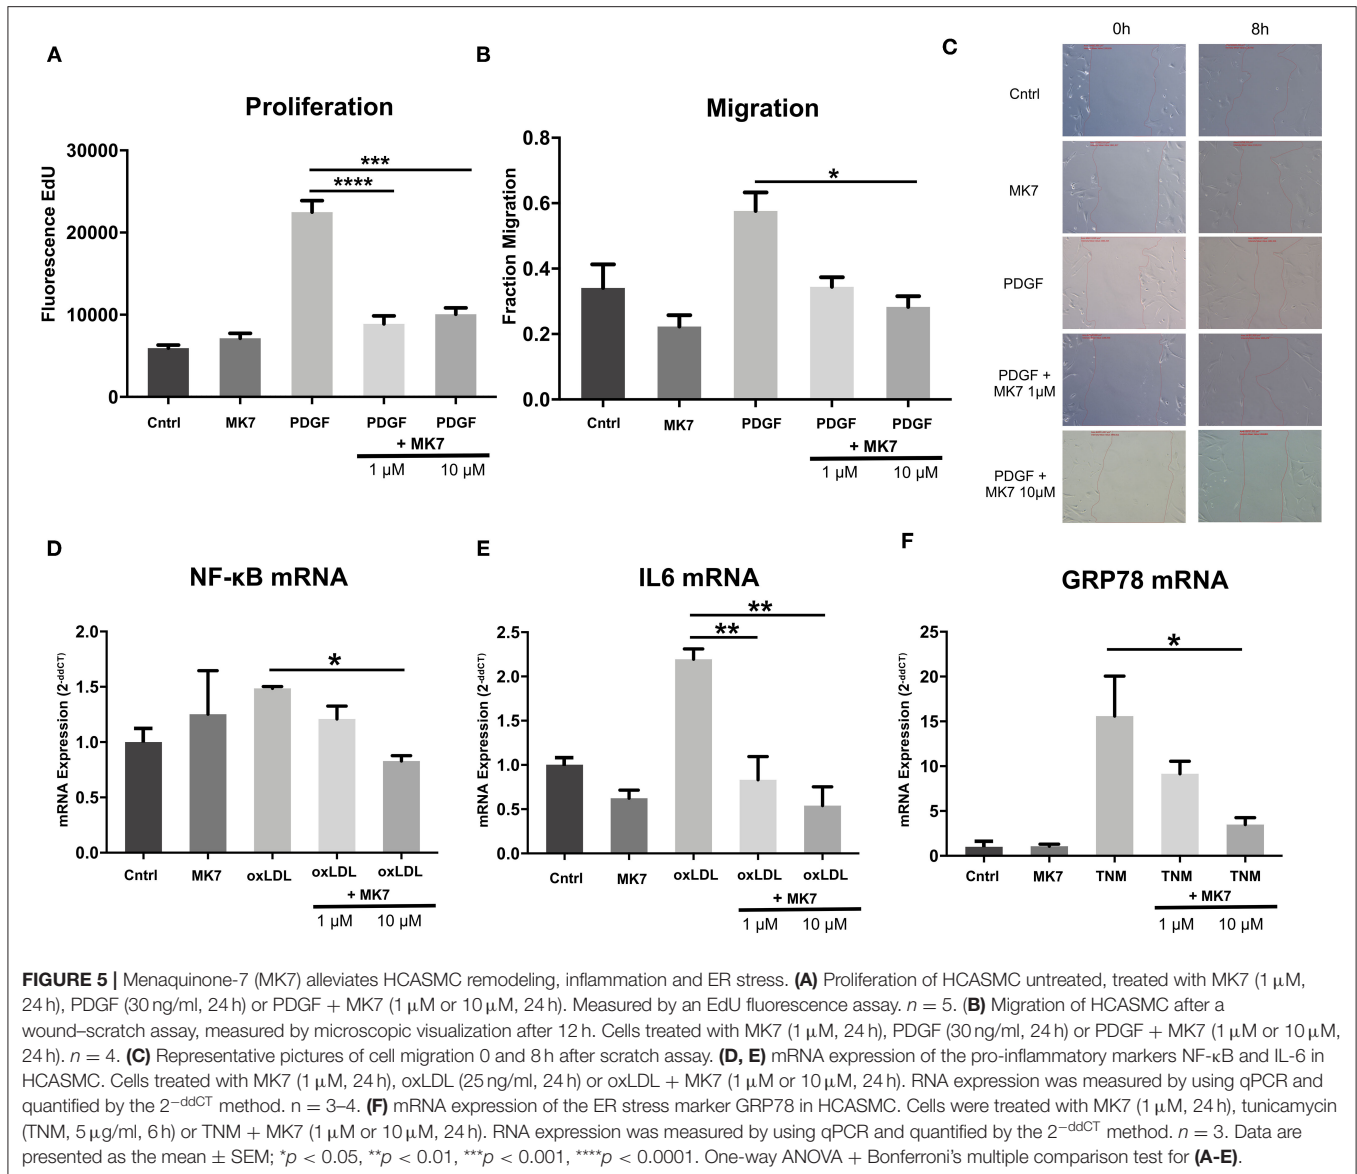 A
Proliferation
Fluorescence EdU
30000
20000
10000
0
***
****
Cntrl
MK7
PDGF
PDGF
PDGF
+ MK7
1 µM
10 µM
B
Migration
Fraction Migration
0.8
0.6
0.4
0.2
0.0
*
Cntrl
MK7
PDGF
PDGF
PDGF
+ MK7
1 µM
10 µM
C
0h
8h
Cntrl
MK7
PDGF
PDGF +
MK7 1µM
PDGF +
MK7 10µM
D
NF-κB mRNA
mRNA Expression (2-ddCT)
2.0
1.5
1.0
0.5
0.0
*
Cntrl
MK7
oxLDL
oxLDL
oxLDL
+ MK7
1 µM
10 µM
E
IL6 mRNA
mRNA Expression (2-ddCT)
2.5
2.0
1.5
1.0
0.5
0.0
**
**
Cntrl
MK7
oxLDL
oxLDL
oxLDL
+ MK7
1 µM
10 µM
F
GRP78 mRNA
mRNA Expression (2-ddCT)
25
20
15
10
5
0
*
Cntrl
MK7
TNM
TNM
TNM
+ MK7
1 µM
10 µM
FIGURE 5 | Menaquinone-7 (MK7) alleviates HCASMC remodeling, inflammation and ER stress. (A) Proliferation of HCASMC untreated, treated with MK7 (1 µM,
24 h), PDGF (30 ng/ml, 24 h) or PDGF + MK7 (1 µM or 10 µM, 24 h). Measured by an EdU fluorescence assay. n = 5. (B) Migration of HCASMC after a
wound–scratch assay, measured by microscopic visualization after 12 h. Cells treated with MK7 (1 µM, 24 h), PDGF (30 ng/ml, 24 h) or PDGF + MK7 (1 µM or 10 µM,
24 h). n = 4. (C) Representative pictures of cell migration 0 and 8 h after scratch assay. (D, E) mRNA expression of the pro-inflammatory markers NF-κB and IL-6 in
HCASMC. Cells treated with MK7 (1 µM, 24 h), oxLDL (25 ng/ml, 24 h) or oxLDL + MK7 (1 µM or 10 µM, 24 h). RNA expression was measured by using qPCR and
quantified by the 2−ddCT method. n = 3–4. (F) mRNA expression of the ER stress marker GRP78 in HCASMC. Cells were treated with MK7 (1 µM, 24 h), tunicamycin
(TNM, 5 µg/ml, 6 h) or TNM + MK7 (1 µM or 10 µM, 24 h). RNA expression was measured by using qPCR and quantified by the 2−ddCT method. n = 3. Data are
presented as the mean ± SEM; *p < 0.05, **p < 0.01, ***p < 0.001, ****p < 0.0001. One-way ANOVA + Bonferroni's multiple comparison test for (A-E).